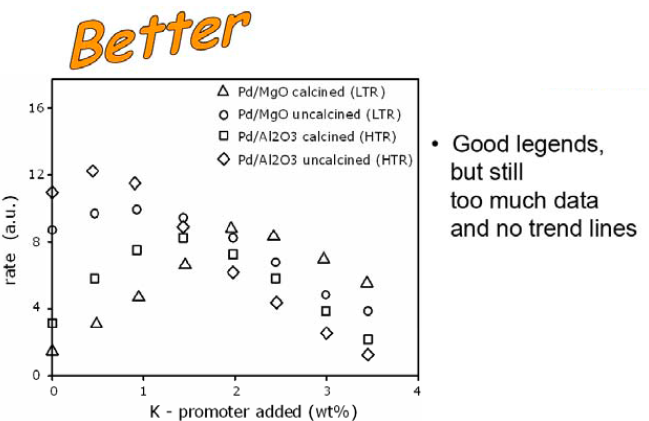 Better
16
12
8
4
0
rate (a.u.)
Pd/MgO calcined (LTR)
Pd/MgO uncalcined (LTR)
Pd/Al2O3 calcined (HTR)
Pd/Al2O3 uncalcined (HTR)
0 1 2 3 4
K - promoter added (wt%)
• Good legends,
but still
too much data
and no trend lines